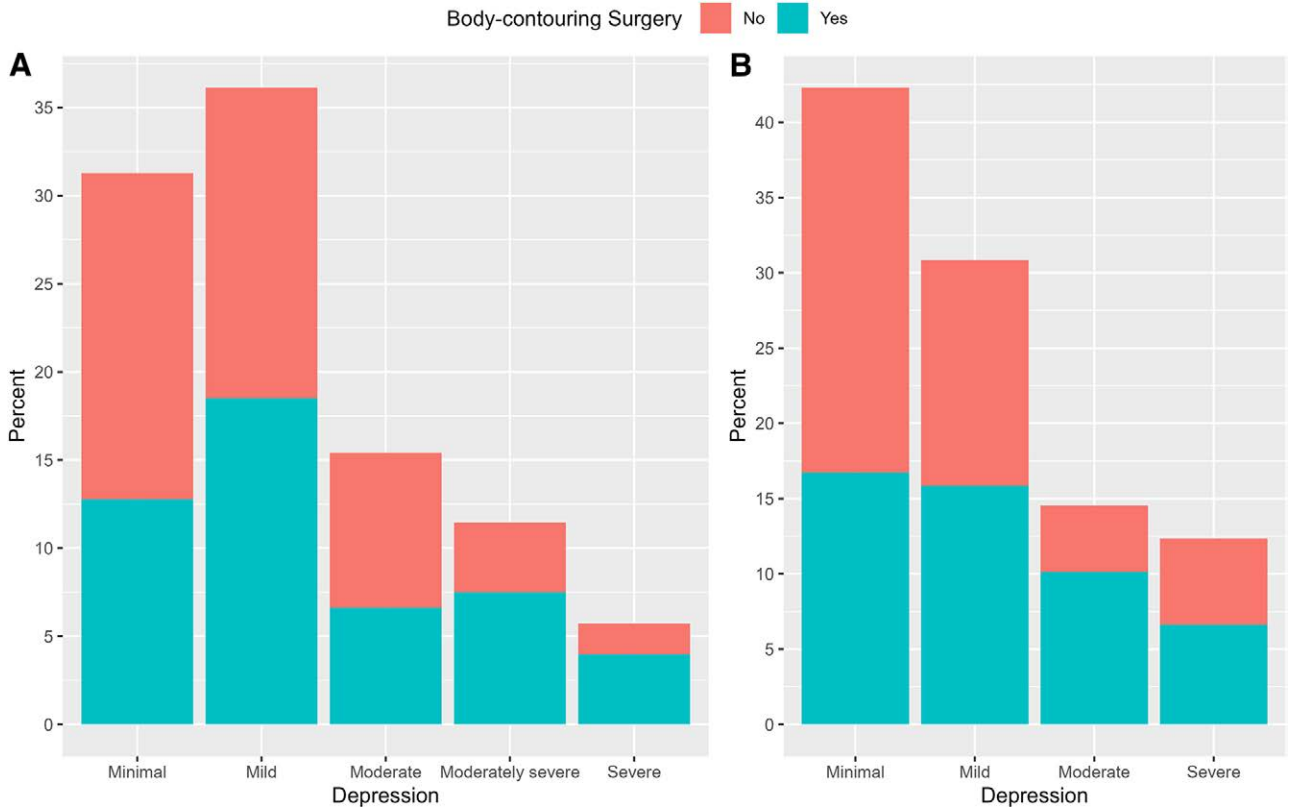 Body-contouring Surgery No Yes
A
35
30
25
20
15
10
5
0
Percent
Minimal Mild Moderate Moderately severe Severe
Depression
B
40
35
30
25
20
15
10
5
0
Percent
Minimal Mild Moderate Severe
Depression